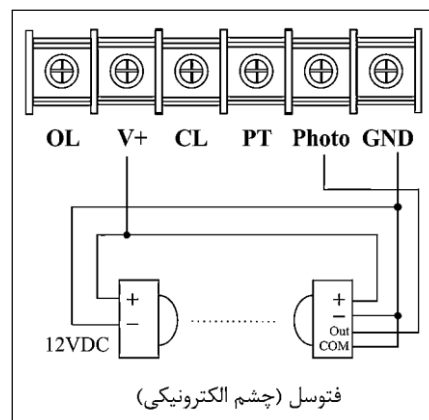 OL V+ CL PT Photo GND
+ +
− −
Out
12VDC COM
فتوسل (چشم الکترونیکی)